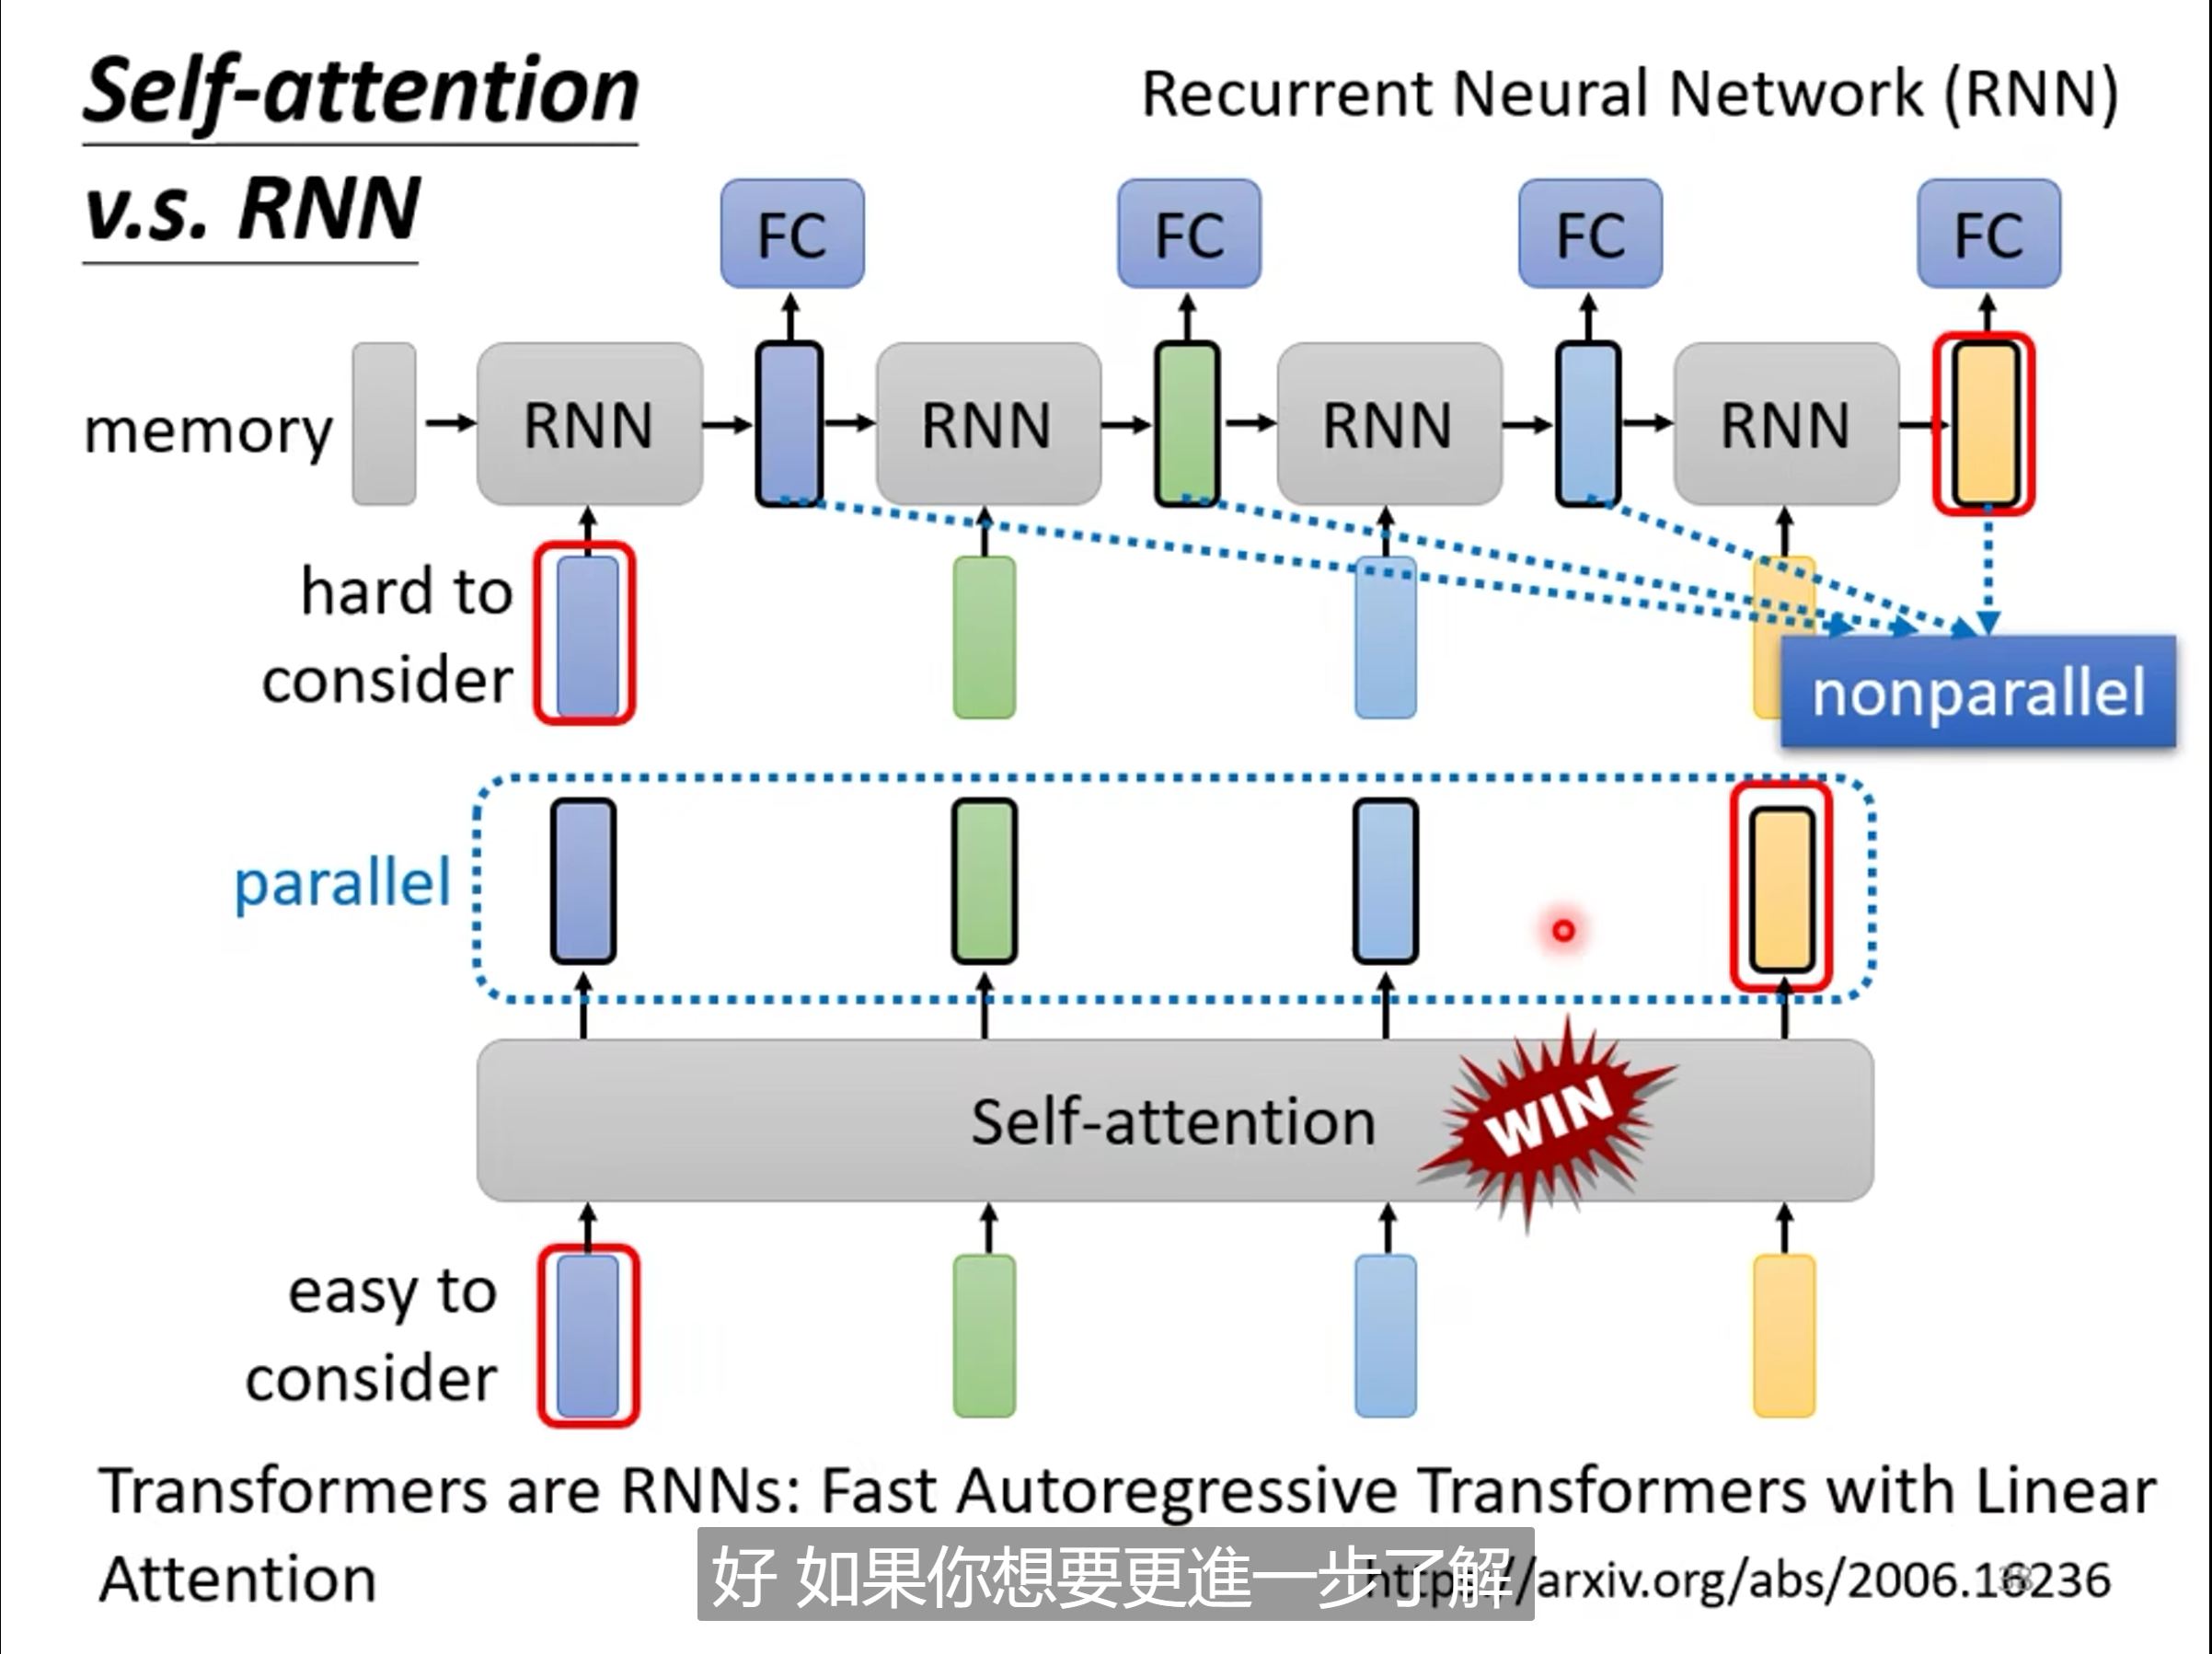 Self-attention
v.s. RNN
Recurrent Neural Network (RNN)
FC FC FC FC
memory RNN RNN RNN RNN
hard to
consider
nonparallel
parallel
Self-attention WIN
easy to
consider
Transformers are RNNs: Fast Autoregressive Transformers with Linear
Attention
https://arxiv.org/abs/2006.16236
好 如果你想要更進一步了解